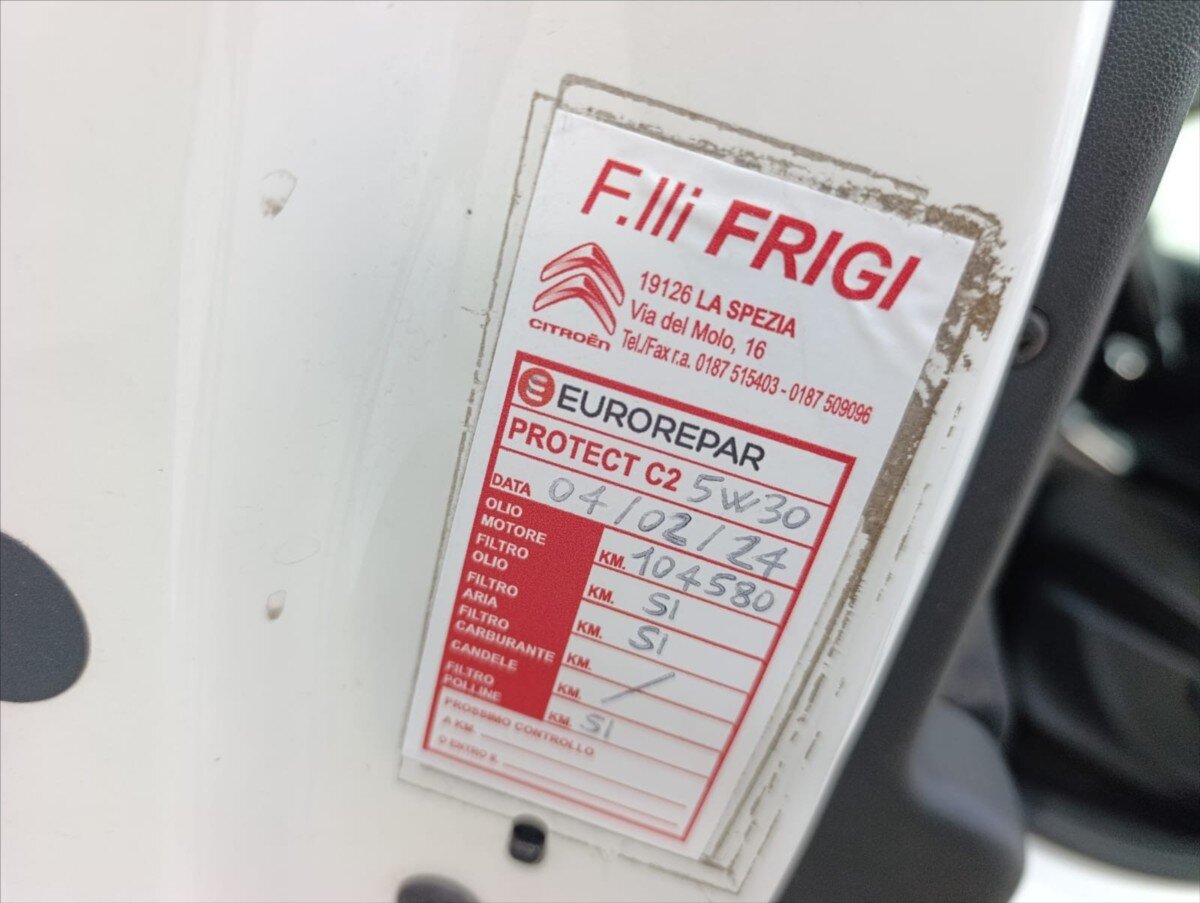 F.lli FRIGI
CITROËN
19126 LA SPEZIA
Via del Molo, 16
Tel./Fax r.a. 0187 515403 - 0187 509096
EUROREPAR
PROTECT C2 5W30
DATA 04/02/24
OLIO MOTORE KM. 104580
FILTRO OLIO KM. SI
FILTRO ARIA KM. SI
FILTRO CARBURANTE KM.
CANDELE KM. /
FILTRO POLLINE KM. SI
PROSSIMO CONTROLLO
A KM.
O ENTRO IL